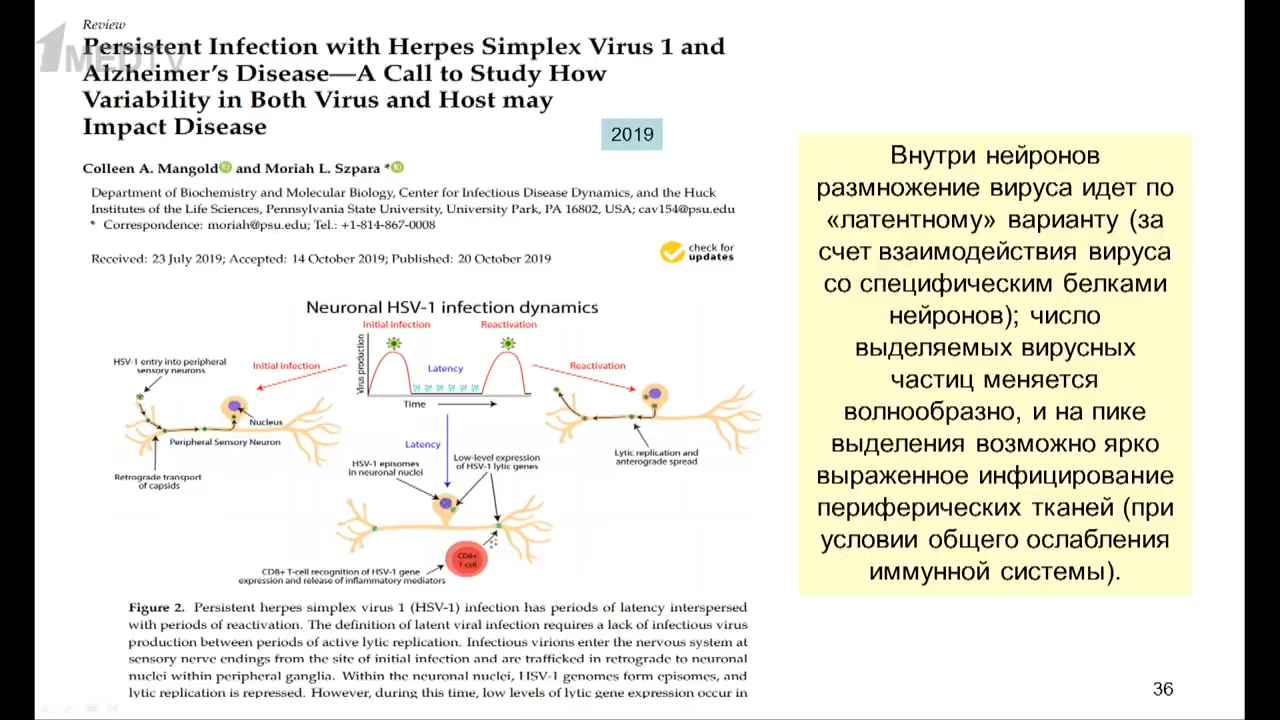 1MEDTV
Review
Persistent Infection with Herpes Simplex Virus 1 and
Alzheimer's Disease—A Call to Study How
Variability in Both Virus and Host may
Impact Disease
2019
Colleen A. Mangold and Moriah L. Szpara *
Department of Biochemistry and Molecular Biology, Center for Infectious Disease Dynamics, and the Huck
Institutes of the Life Sciences, Pennsylvania State University, University Park, PA 16802, USA; cav154@psu.edu
* Correspondence: moriah@psu.edu; Tel.: +1-814-867-0008
Received: 23 July 2019; Accepted: 14 October 2019; Published: 20 October 2019
check for
updates
Neuronal HSV-1 infection dynamics
Initial infection
Reactivation
Virus production
Latency
Time
HSV-1 entry into peripheral
sensory neurons
Initial infection
Reactivation
Nucleus
Peripheral Sensory Neuron
Retrograde transport
of capsids
Latency
HSV-1 episomes
in neuronal nuclei
Low-level expression
of HSV-1 lytic genes
Lytic replication and
anterograde spread
CD8+
T-cell
CD8+ T-cell recognition of HSV-1 gene
expression and release of inflammatory mediators
Figure 2. Persistent herpes simplex virus 1 (HSV-1) infection has periods of latency interspersed
with periods of reactivation. The definition of latent viral infection requires a lack of infectious virus
production between periods of active lytic replication. Infectious virions enter the nervous system at
sensory nerve endings from the site of initial infection and are trafficked in retrograde to neuronal
nuclei within peripheral ganglia. Within the neuronal nuclei, HSV-1 genomes form episomes, and
lytic replication is repressed. However, during this time, low levels of lytic gene expression occur in
Внутри нейронов
размножение вируса идет по
«латентному» варианту (за
счет взаимодействия вируса
со специфическим белками
нейронов); число
выделяемых вирусных
частиц меняется
волнообразно, и на пике
выделения возможно ярко
выраженное инфицирование
периферических тканей (при
условии общего ослабления
иммунной системы).
36